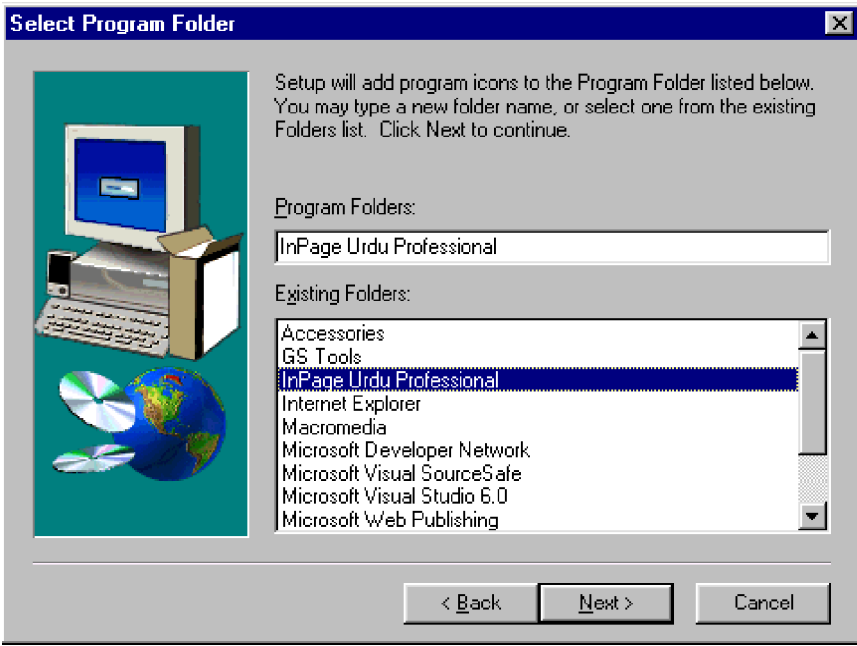 Select Program Folder
Setup will add program icons to the Program Folder listed below.
You may type a new folder name, or select one from the existing
Folders list.  Click Next to continue.
Program Folders:
InPage Urdu Professional
Existing Folders:
Accessories
GS Tools
InPage Urdu Professional
Internet Explorer
Macromedia
Microsoft Developer Network
Microsoft Visual SourceSafe
Microsoft Visual Studio 6.0
Microsoft Web Publishing
< Back
Next >
Cancel